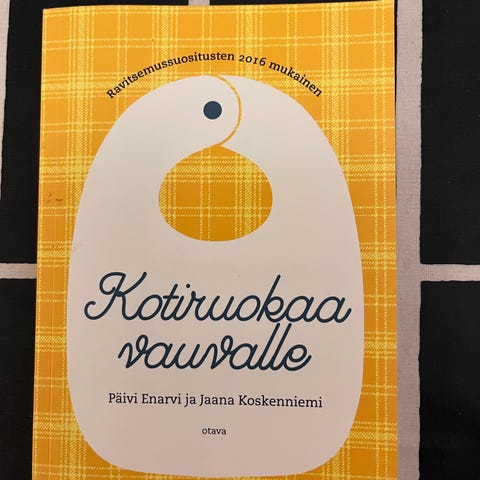 Ravitsemussuositusten 2016 mukainen
Kotiruokaa
vauvalle
Päivi Enarvi ja Jaana Koskenniemi
otava